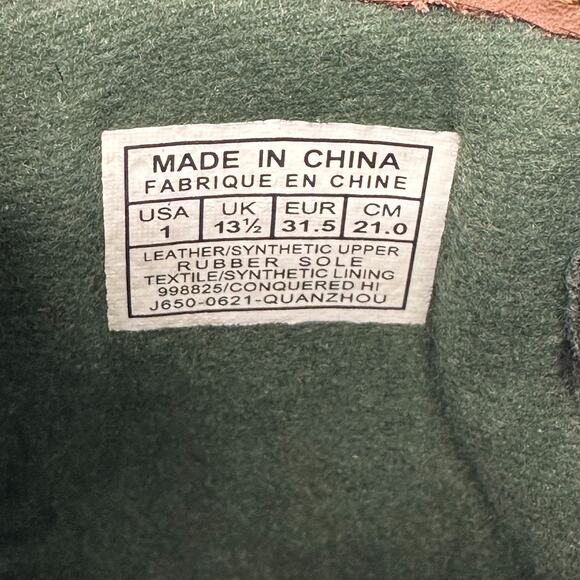 MADE IN CHINA
FABRIQUE EN CHINE
USA UK EUR CM
1 13½ 31.5 21.0
LEATHER/SYNTHETIC UPPER
RUBBER SOLE
TEXTILE/SYNTHETIC LINING
998825/CONQUERED HI
J650-0621-QUANZHOU